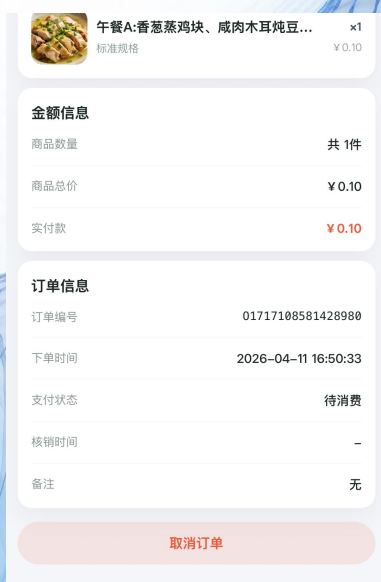 午餐A:香葱蒸鸡块、咸肉木耳炖豆... ×1
标准规格 ¥0.10
金额信息
商品数量 共 1件
商品总价 ¥0.10
实付款 ¥0.10
订单信息
订单编号 01717108581428980
下单时间 2026-04-11 16:50:33
支付状态 待消费
核销时间 -
备注 无
取消订单